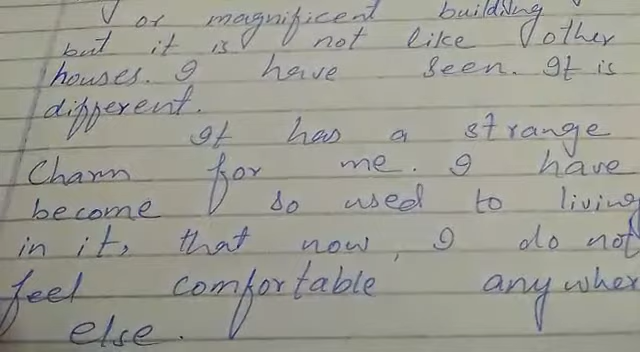 or magnificent building
but it is not like other
houses. I have seen. It is
different.
It has a strange
Charm for me. I have
become so used to living
in it, that now, I do not
feel comfortable anywher
else.